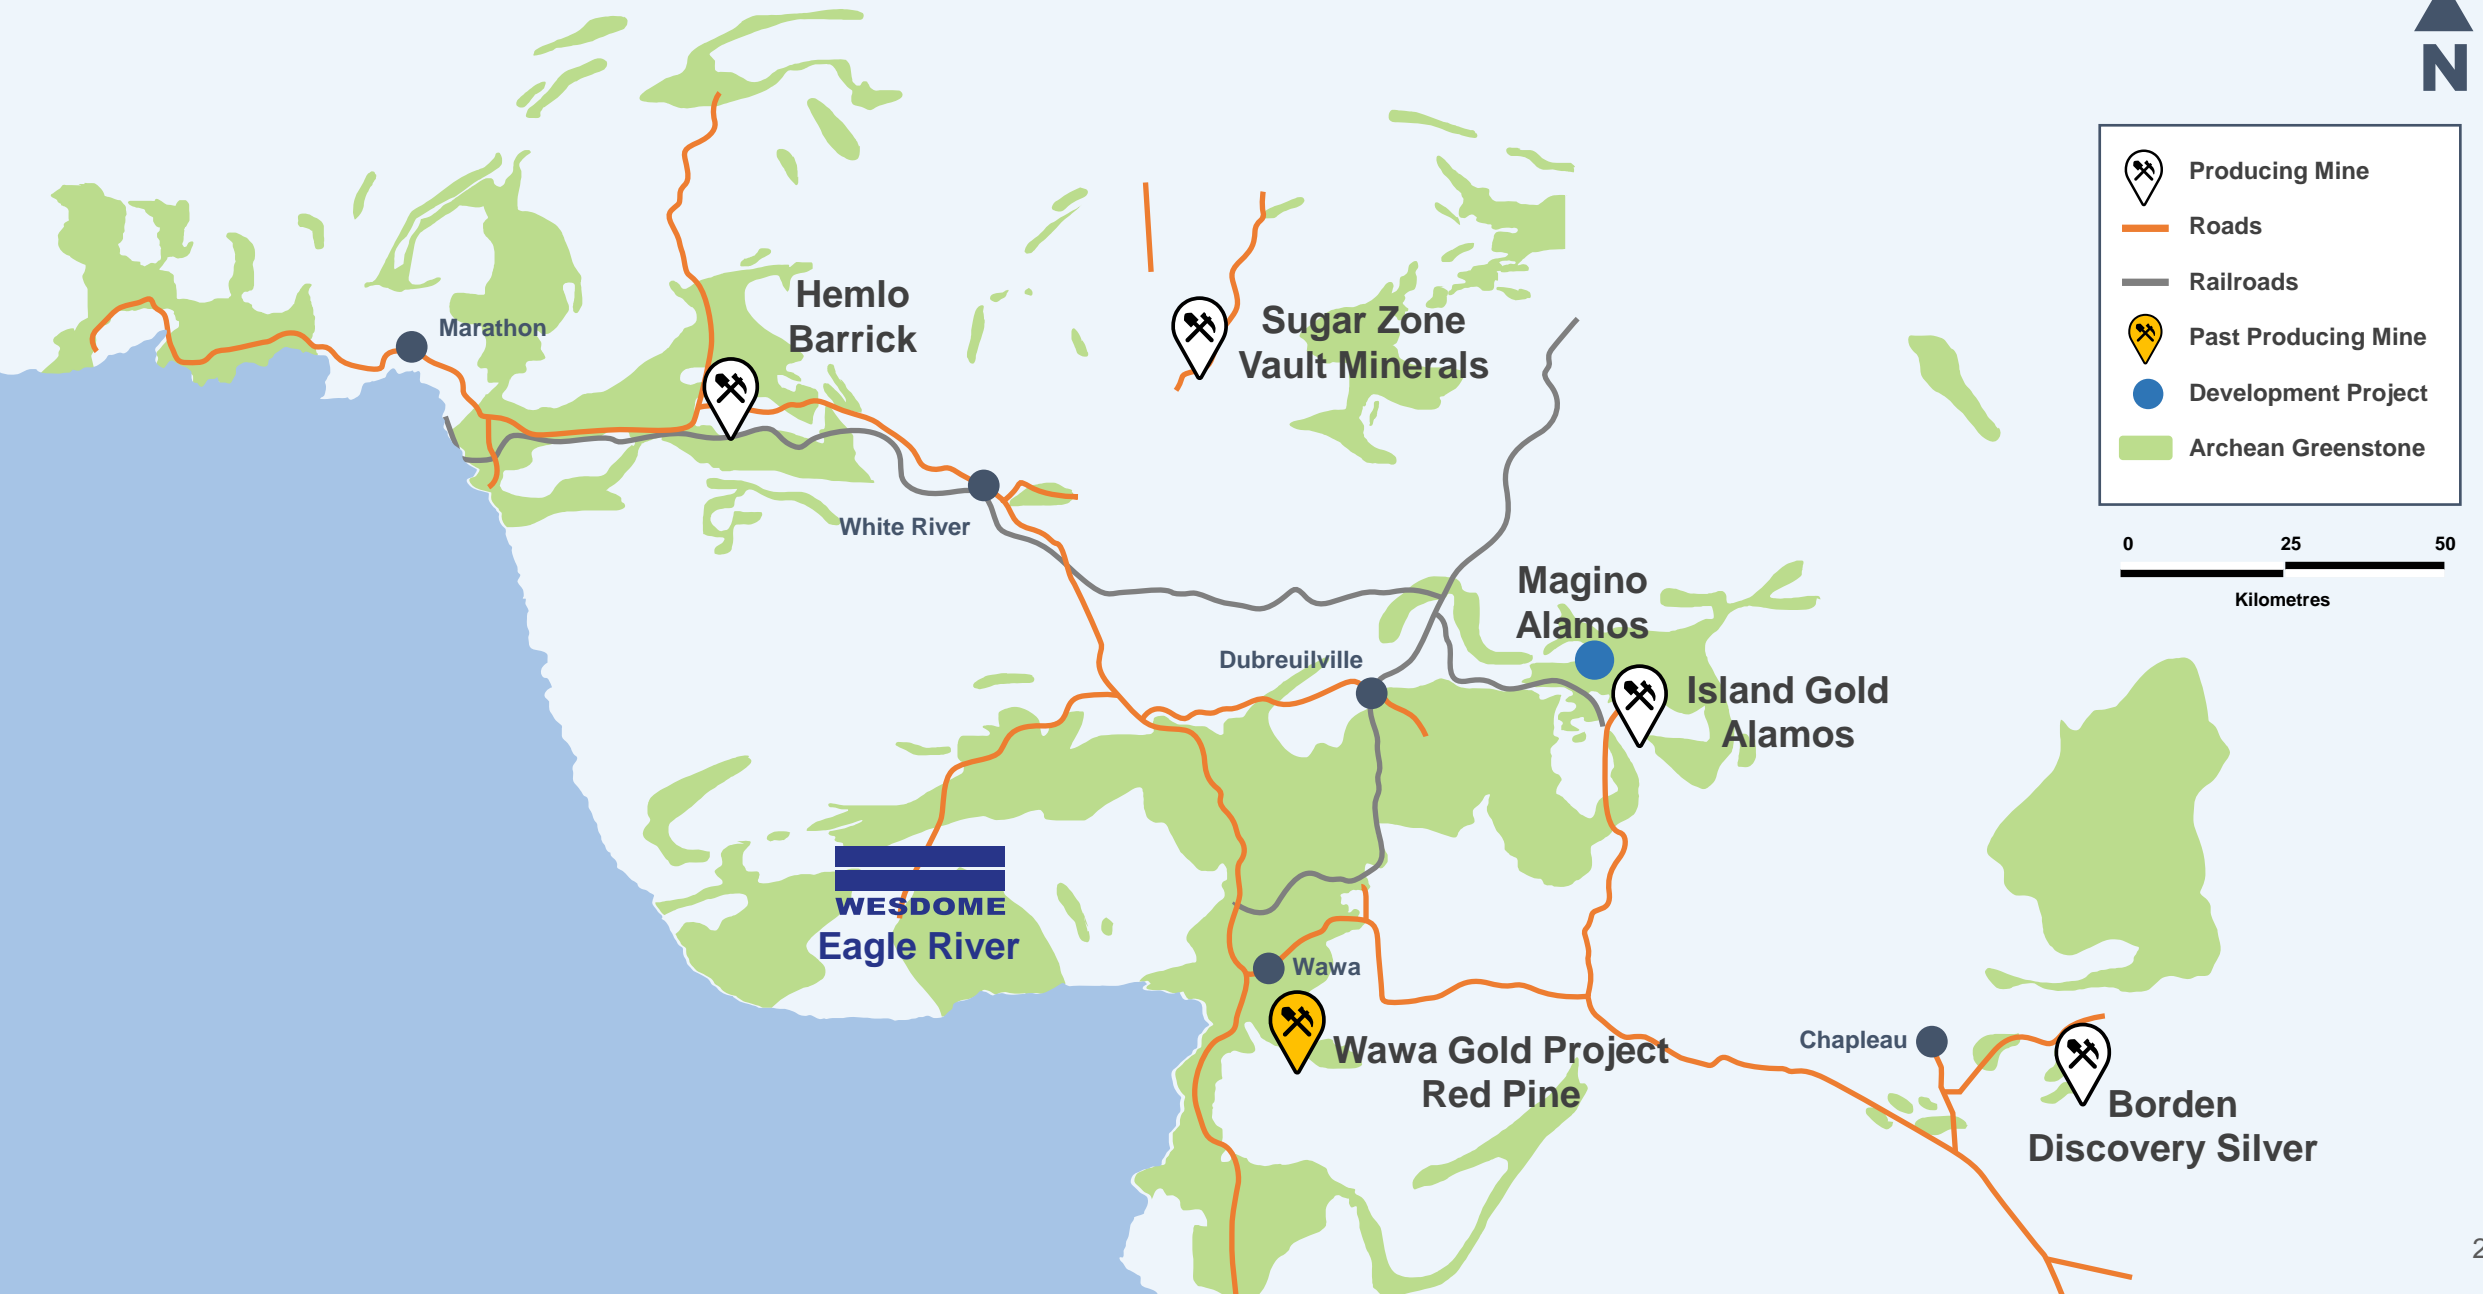 N
Producing Mine
Roads
Railroads
Past Producing Mine
Development Project
Archean Greenstone
0 25 50
Kilometres
Hemlo
Barrick
Marathon
Sugar Zone
Vault Minerals
White River
Magino
Alamos
Dubreuilville
Island Gold
Alamos
WESDOME
Eagle River
Wawa
Wawa Gold Project
Red Pine
Chapleau
Borden
Discovery Silver
2